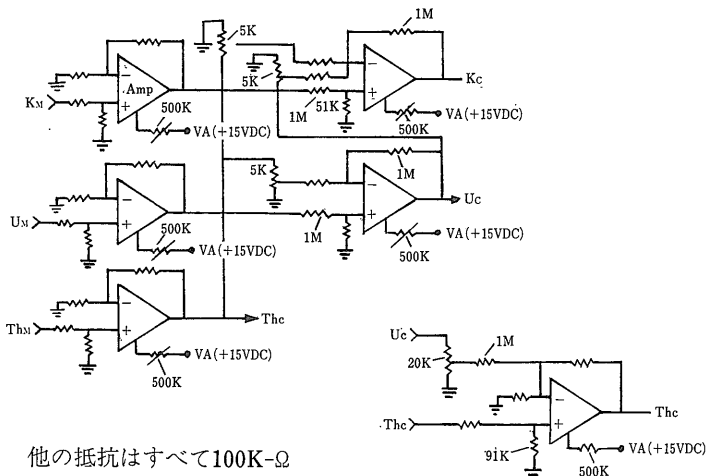 1M
5K
KM
Amp
500K
VA(+15VDC)
5K
1M
51K
Kc
VA(+15VDC)
500K
5K
1M
UM
500K
VA(+15VDC)
1M
Uc
VA(+15VDC)
500K
ThM
Thc
VA(+15VDC)
500K
Uc
20K
1M
Thc
91K
Thc
VA(+15VDC)
500K
他の抵抗はすべて100K-Ω